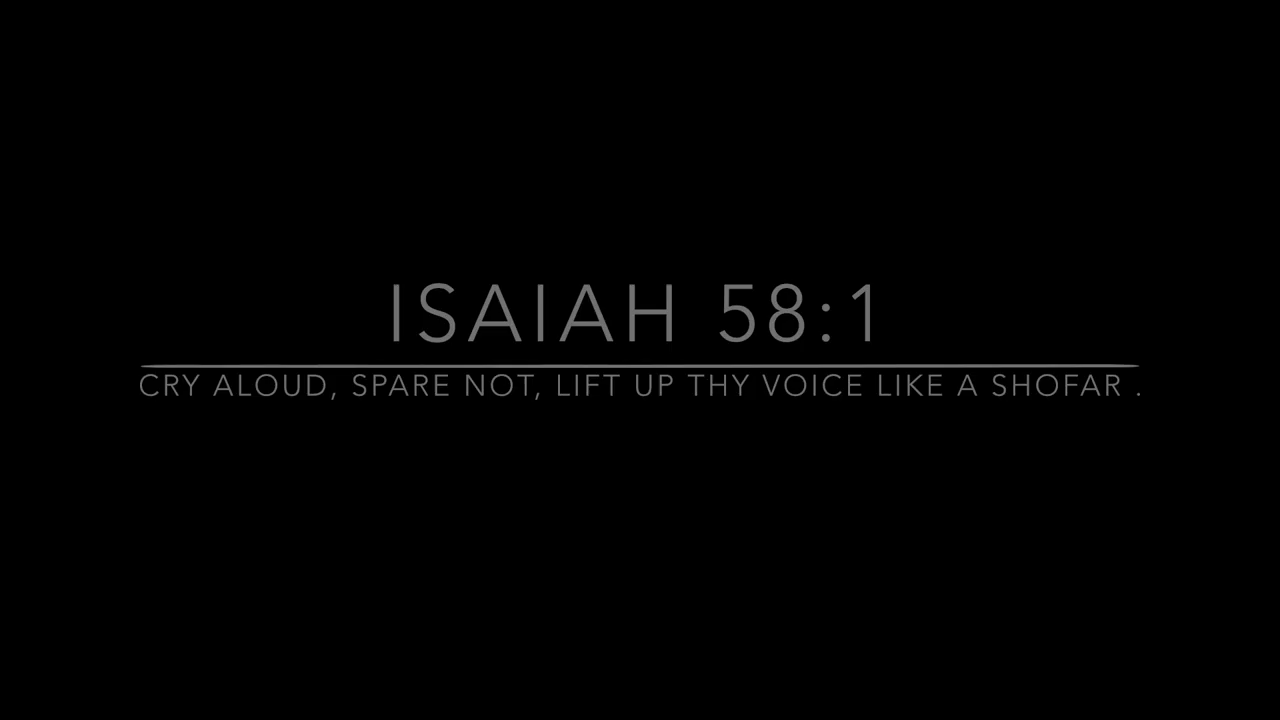 ISAIAH 58:1
CRY ALOUD, SPARE NOT, LIFT UP THY VOICE LIKE A SHOFAR .